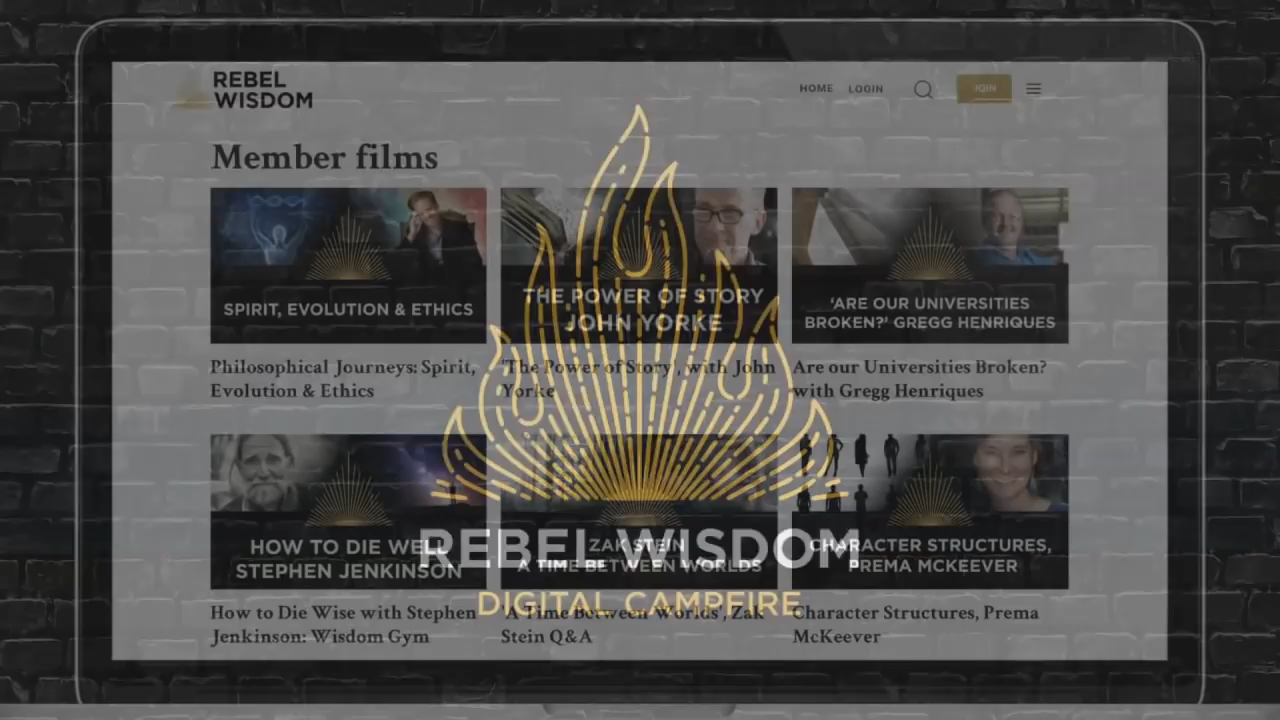 REBEL
WISDOM
HOME
LOGIN
JOIN
Member films
SPIRIT, EVOLUTION & ETHICS
THE POWER OF STORY
JOHN YORKE
‘ARE OUR UNIVERSITIES
BROKEN?’ GREGG HENRIQUES
Philosophical Journeys: Spirit,
Evolution & Ethics
'The Power of Story', with John
Yorke
Are our Universities Broken?
with Gregg Henriques
HOW TO DIE WELL
STEPHEN JENKINSON
ZAK STEIN
A TIME BETWEEN WORLDS
CHARACTER STRUCTURES,
PREMA MCKEEVER
REBEL WISDOM
DIGITAL CAMPFIRE
How to Die Wise with Stephen
Jenkinson: Wisdom Gym
'A Time Between Worlds', Zak
Stein Q&A
Character Structures, Prema
McKeever